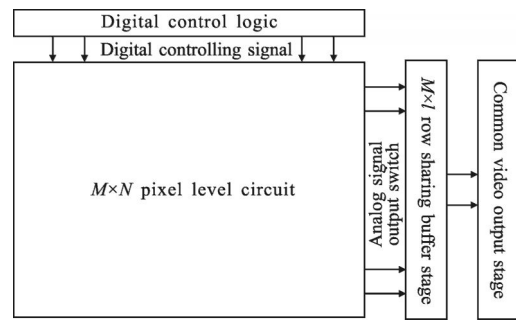 Digital control logic
Digital controlling signal
M×N pixel level circuit
Analog signal
output switch
M×l row sharing buffer
stage
Common video output stage